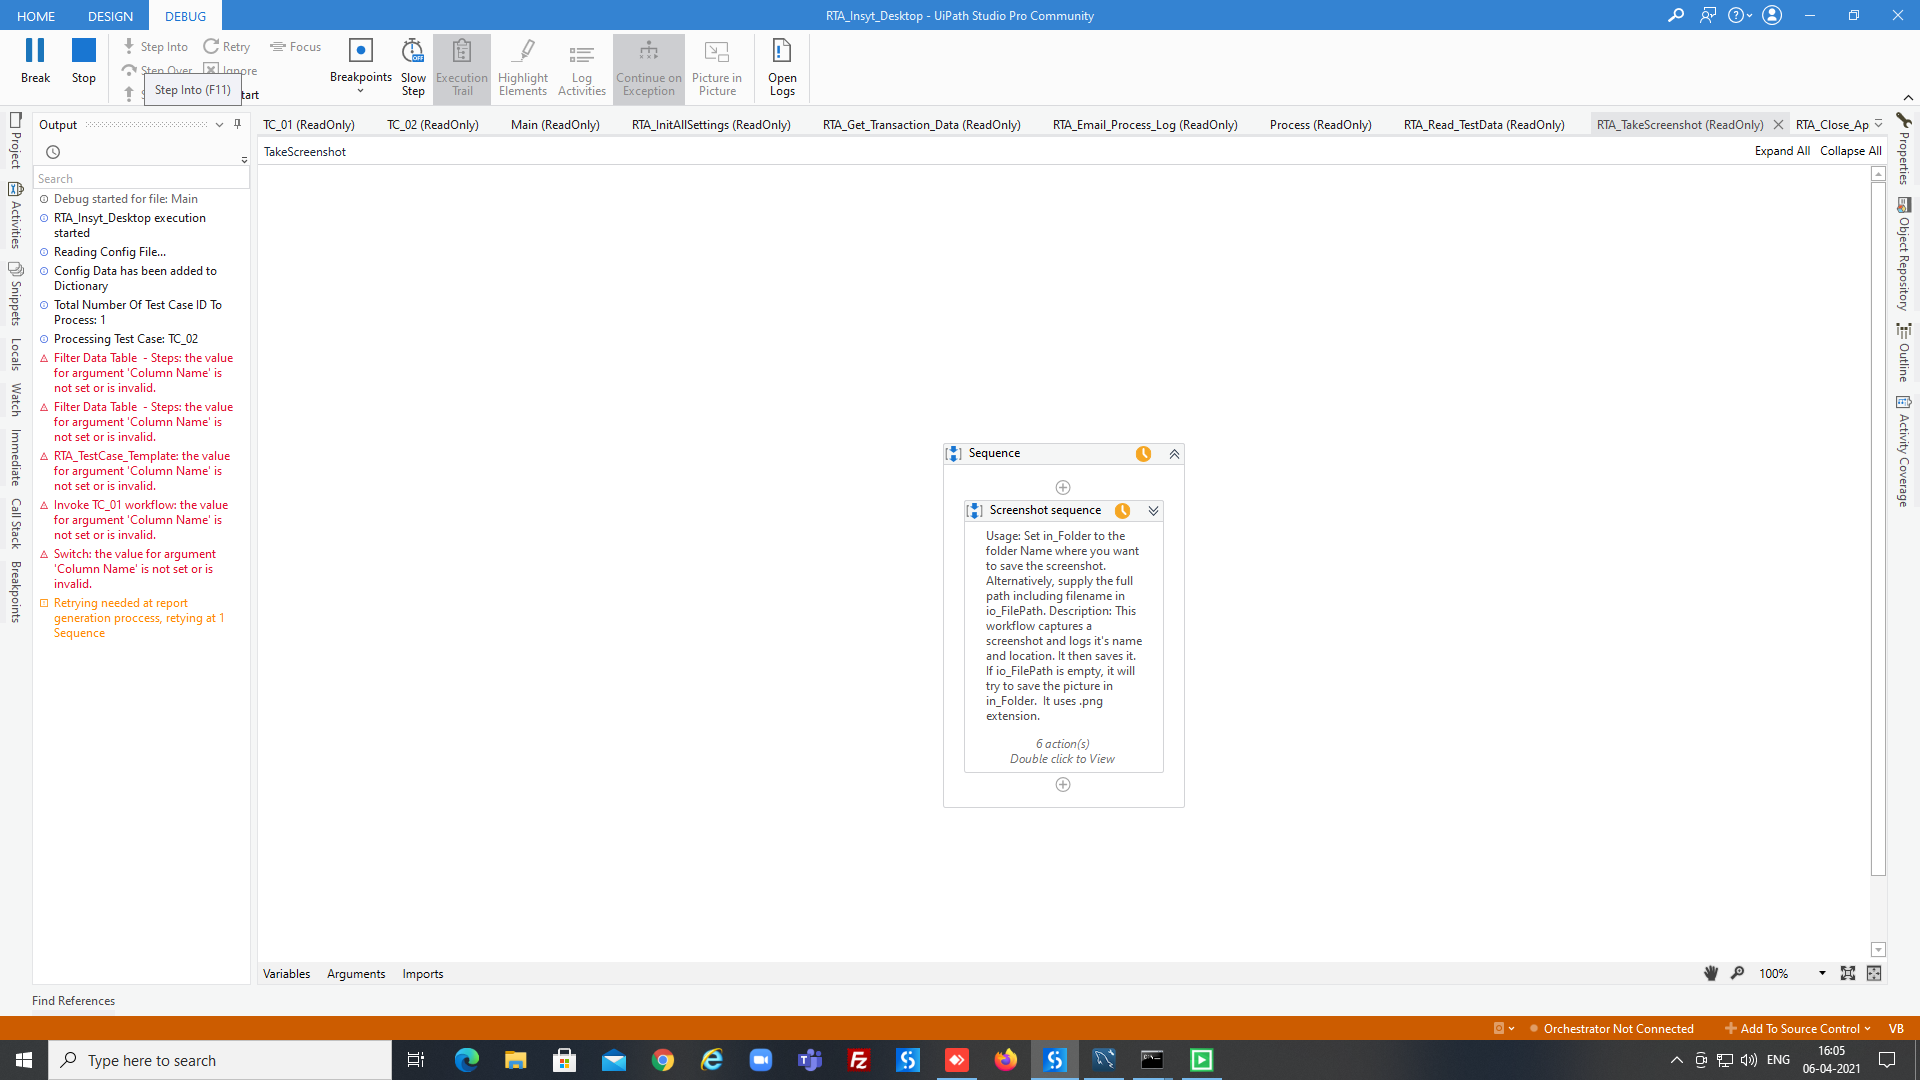 HOME
DESIGN
DEBUG
RTA_Insyt_Desktop - UiPath Studio Pro Community
Break
Stop
Step Into
Step Over
Retry
Ignore
Focus
Step Into (F11)
Breakpoints
Slow
Step
Execution
Trail
Highlight
Elements
Log
Activities
Continue on
Exception
Picture in
Picture
Open
Logs
Output
TC_01 (ReadOnly)
TC_02 (ReadOnly)
Main (ReadOnly)
RTA_InitAllSettings (ReadOnly)
RTA_Get_Transaction_Data (ReadOnly)
RTA_Email_Process_Log (ReadOnly)
Process (ReadOnly)
RTA_Read_TestData (ReadOnly)
RTA_TakeScreenshot (ReadOnly)
RTA_Close_Ap
TakeScreenshot
Expand All
Collapse All
Project
Activities
Snippets
Locals
Watch
Immediate
Call Stack
Breakpoints
Search
Debug started for file: Main
RTA_Insyt_Desktop execution
started
Reading Config File...
Config Data has been added to
Dictionary
Total Number Of Test Case ID To
Process: 1
Processing Test Case: TC_02
Filter Data Table  - Steps: the value
for argument 'Column Name' is
not set or is invalid.
Filter Data Table  - Steps: the value
for argument 'Column Name' is
not set or is invalid.
RTA_TestCase_Template: the value
for argument 'Column Name' is
not set or is invalid.
Invoke TC_01 workflow: the value
for argument 'Column Name' is
not set or is invalid.
Switch: the value for argument
'Column Name' is not set or is
invalid.
Retrying needed at report
generation proccess, retying at 1
Sequence
Sequence
Screenshot sequence
Usage: Set in_Folder to the
folder Name where you want
to save the screenshot.
Alternatively, supply the full
path including filename in
io_FilePath. Description: This
workflow captures a
screenshot and logs it's name
and location. It then saves it.
If io_FilePath is empty, it will
try to save the picture in
in_Folder.  It uses .png
extension.
6 action(s)
Double click to View
Properties
Object Repository
Outline
Activity Coverage
Variables
Arguments
Imports
100%
Find References
Orchestrator Not Connected
Add To Source Control
VB
Type here to search
ENG
16:05
06-04-2021